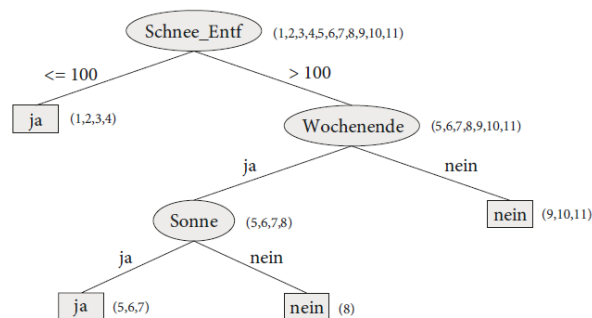 Schnee_Entf (1,2,3,4,5,6,7,8,9,10,11)
<= 100 > 100
ja (1,2,3,4) Wochenende (5,6,7,8,9,10,11)
ja nein
Sonne (5,6,7,8) nein (9,10,11)
ja nein
ja (5,6,7) nein (8)